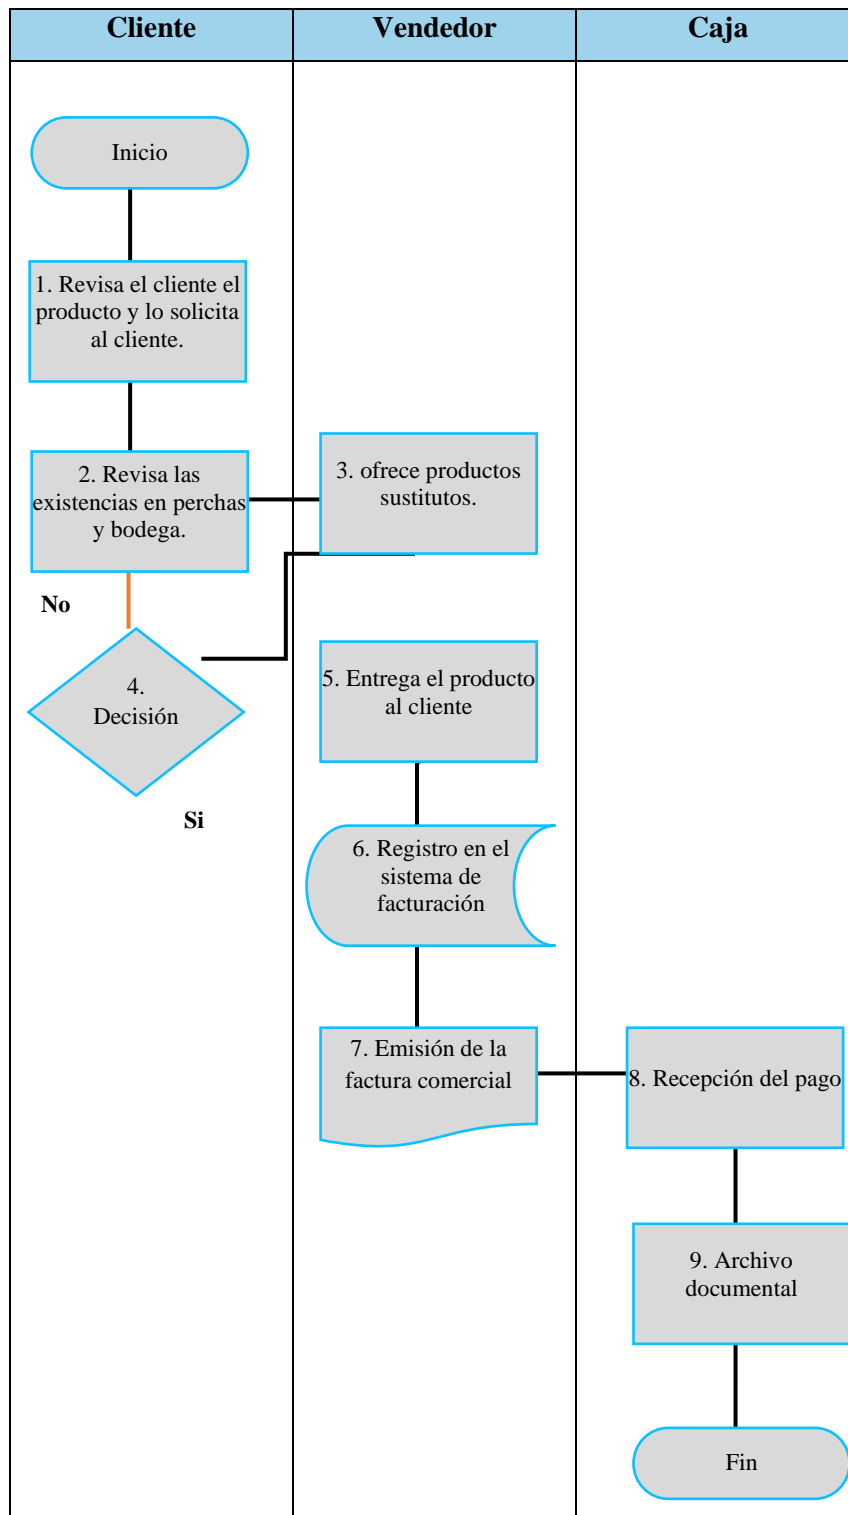 Cliente
Vendedor
Caja
Inicio
1. Revisa el cliente el
producto y lo solicita
al cliente.
2. Revisa las
existencias en perchas
y bodega.
3. ofrece productos
sustitutos.
No
4.
Decisión
5. Entrega el producto
al cliente
Si
6. Registro en el
sistema de
facturación
7. Emisión de la
factura comercial
8. Recepción del pago
9. Archivo
documental
Fin